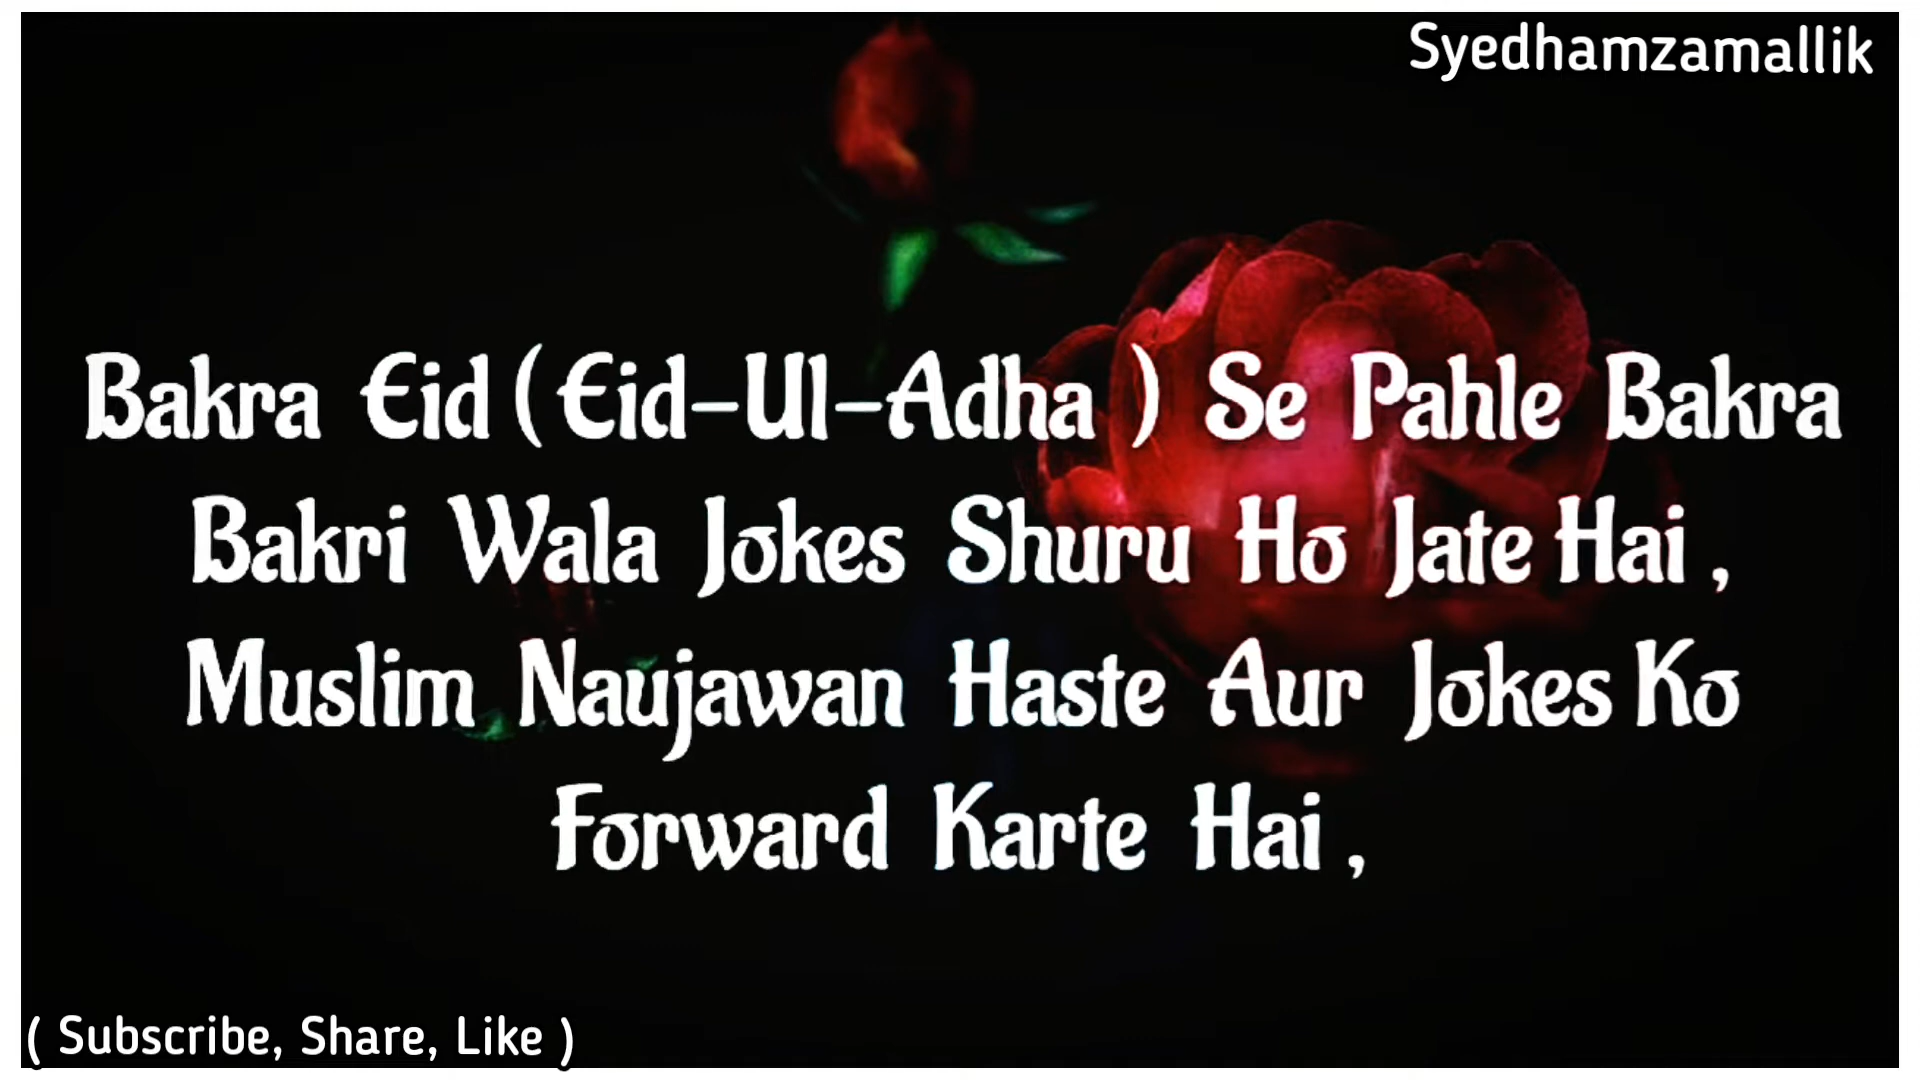 Syedhamzamallik
Bakra Eid ( Eid-Ul-Adha ) Se Pahle Bakra
Bakri Wala Jokes Shuru Ho Jate Hai ,
Muslim Naujawan Haste Aur Jokes Ko
Forward Karte Hai ,
( Subscribe, Share, Like )